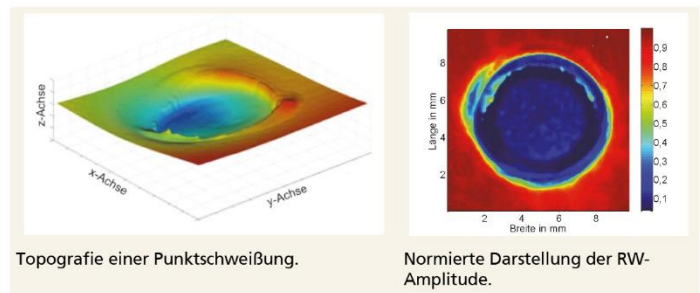 z-Achse
x-Achse
y-Achse
Länge in mm
8
6
4
2
2 4 6 8
Breite in mm
0,9
0,8
0,7
0,6
0,5
0,4
0,3
0,2
0,1
Topografie einer Punktschweißung.
Normierte Darstellung der RW-
Amplitude.